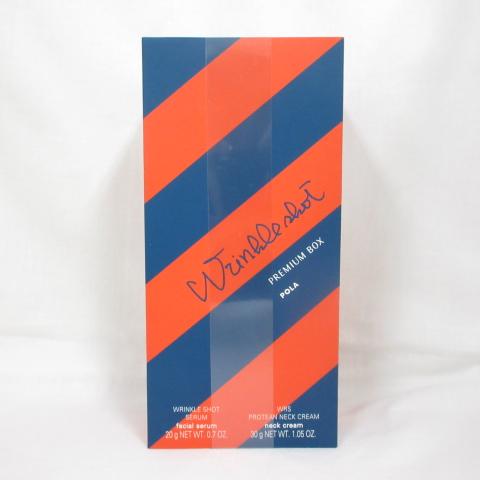 Wrinkle shot
PREMIUM BOX
POLA
WRINKLE SHOT
SERUM
facial serum
20 g NET WT. 0.7 OZ.
WRS
PROTEAN NECK CREAM
neck cream
30 g NET WT. 1.05 OZ.